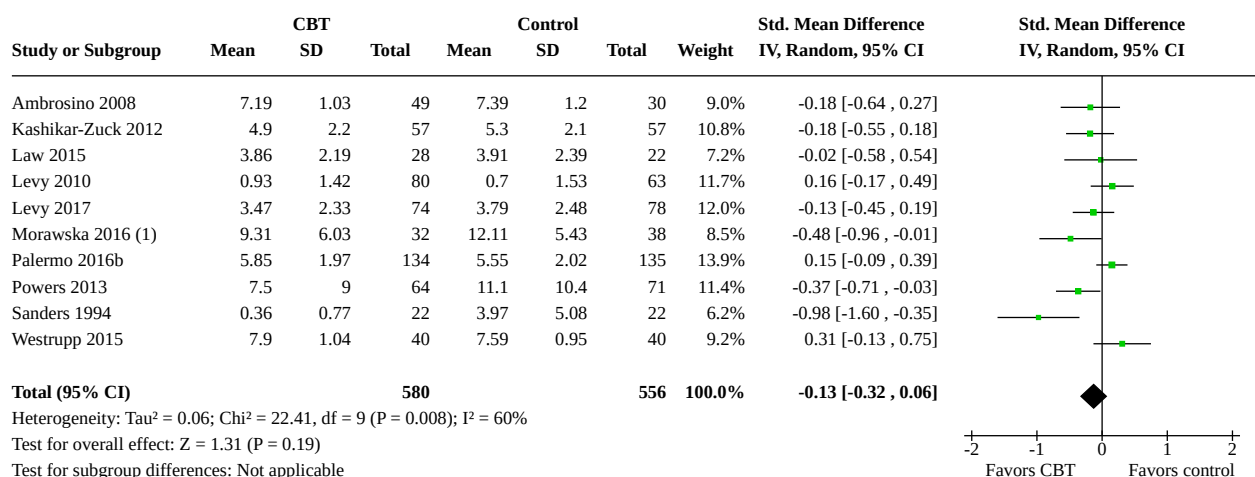 CBT Control Std. Mean Difference Std. Mean Difference
Study or Subgroup Mean SD Total Mean SD Total Weight IV, Random, 95% CI IV, Random, 95% CI
Ambrosino 2008 7.19 1.03 49 7.39 1.2 30 9.0% -0.18 [-0.64 , 0.27]
Kashikar-Zuck 2012 4.9 2.2 57 5.3 2.1 57 10.8% -0.18 [-0.55 , 0.18]
Law 2015 3.86 2.19 28 3.91 2.39 22 7.2% -0.02 [-0.58 , 0.54]
Levy 2010 0.93 1.42 80 0.7 1.53 63 11.7% 0.16 [-0.17 , 0.49]
Levy 2017 3.47 2.33 74 3.79 2.48 78 12.0% -0.13 [-0.45 , 0.19]
Morawska 2016 (1) 9.31 6.03 32 12.11 5.43 38 8.5% -0.48 [-0.96 , -0.01]
Palermo 2016b 5.85 1.97 134 5.55 2.02 135 13.9% 0.15 [-0.09 , 0.39]
Powers 2013 7.5 9 64 11.1 10.4 71 11.4% -0.37 [-0.71 , -0.03]
Sanders 1994 0.36 0.77 22 3.97 5.08 22 6.2% -0.98 [-1.60 , -0.35]
Westrupp 2015 7.9 1.04 40 7.59 0.95 40 9.2% 0.31 [-0.13 , 0.75]
Total (95% CI) 580 556 100.0% -0.13 [-0.32 , 0.06]
Heterogeneity: Tau² = 0.06; Chi² = 22.41, df = 9 (P = 0.008); I² = 60%
Test for overall effect: Z = 1.31 (P = 0.19)
-2 -1 0 1 2
Test for subgroup differences: Not applicable Favors CBT Favors control